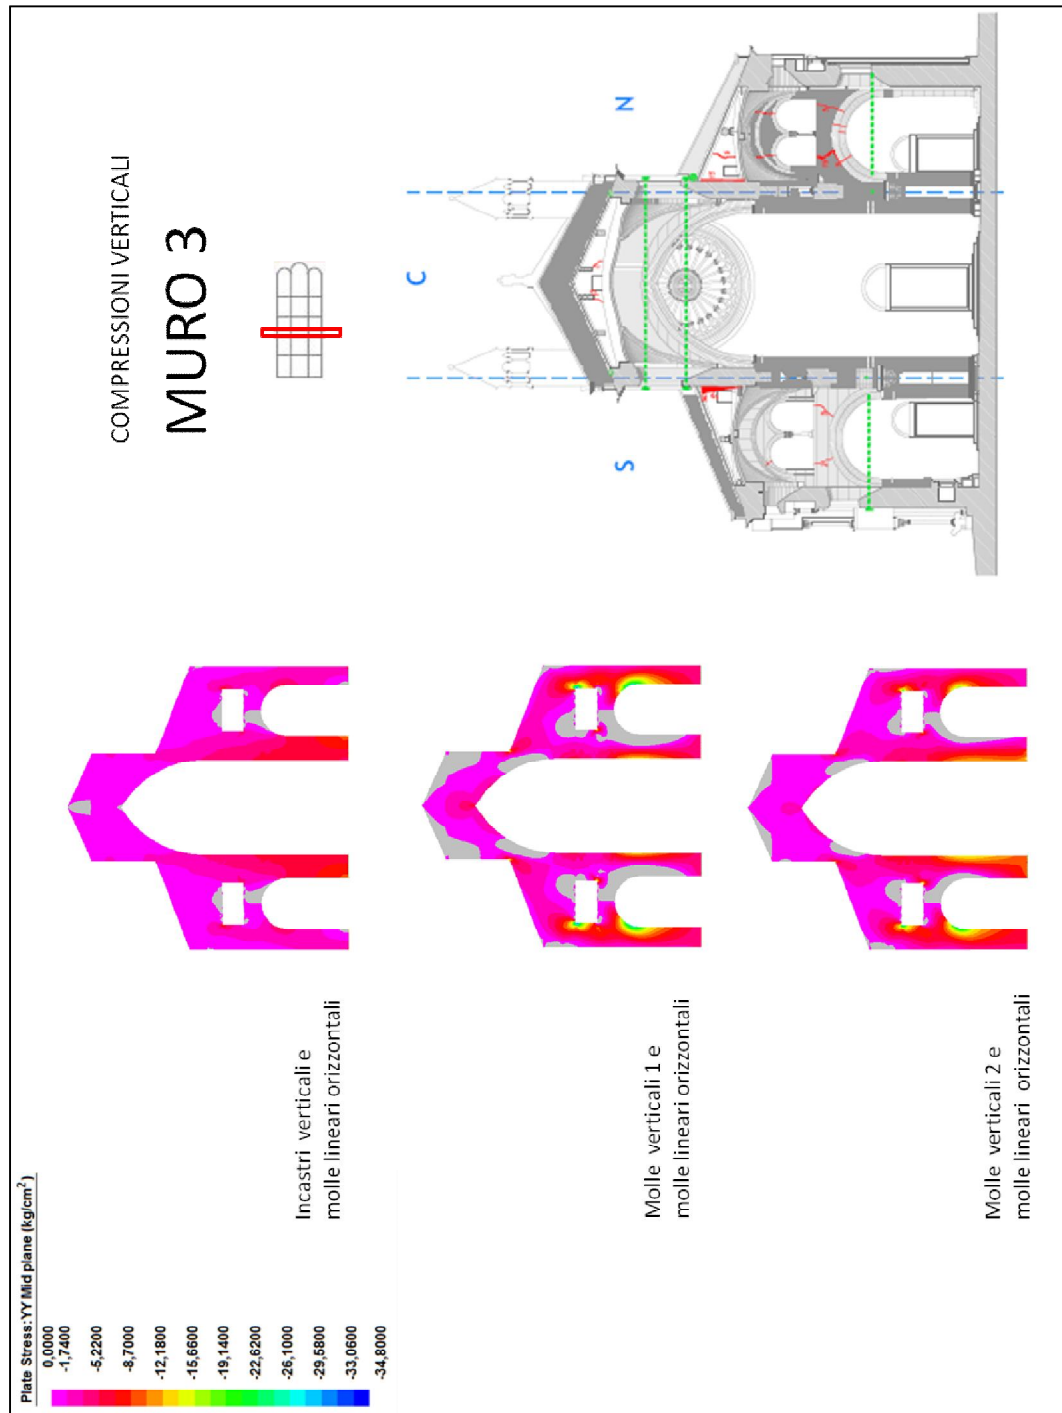 COMPRESSIONI VERTICALI
MURO 3
Plate Stress:YY Mid plane (kg/cm²)
0,0000
-1,7400
-5,2200
-8,7000
-12,1800
-15,6600
-19,1400
-22,6200
-26,1000
-29,5800
-33,0600
-34,8000
Incastri verticali e
molle lineari orizzontali
Molle verticali 1 e
molle lineari orizzontali
Molle verticali 2 e
molle lineari orizzontali
S
C
N